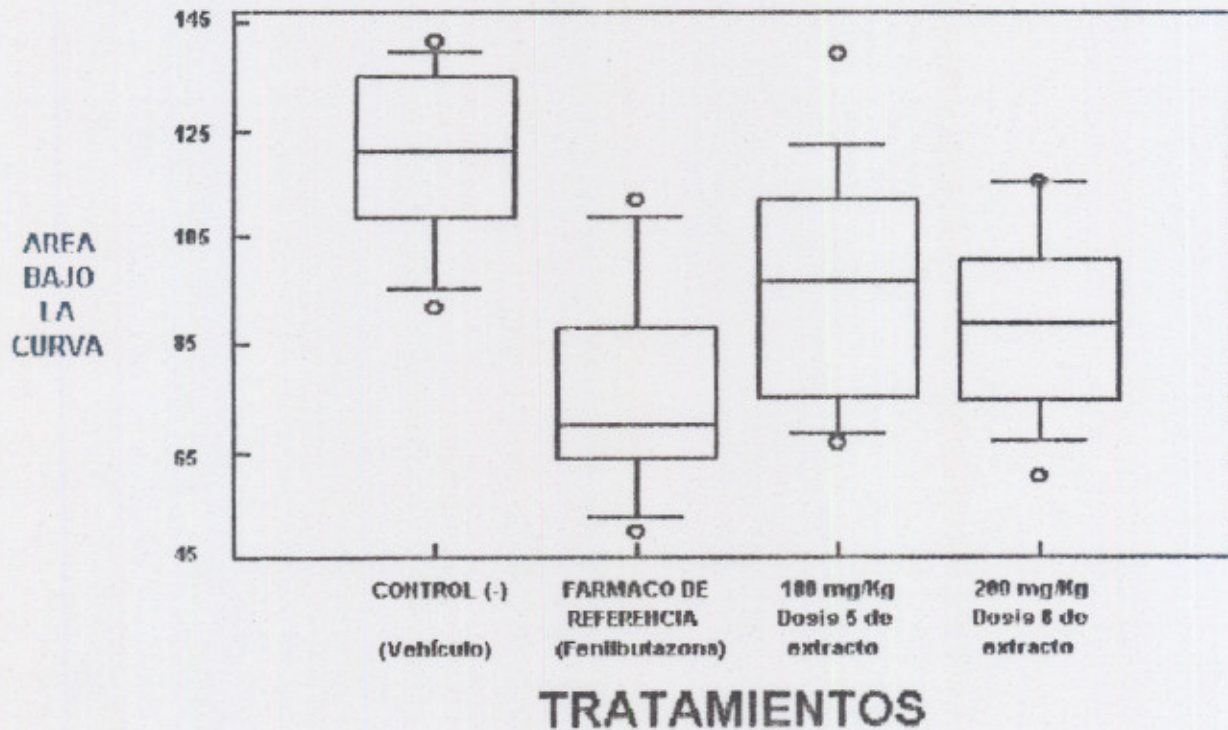 145
125
105
85
65
45
AREA
BAJO
LA
CURVA
CONTROL (-)
(Vehículo)
FARMACO DE
REFERENCIA
(Fenilbutazona)
100 mg/Kg
Dosis 5 de
extracto
200 mg/Kg
Dosis 6 de
extracto
TRATAMIENTOS